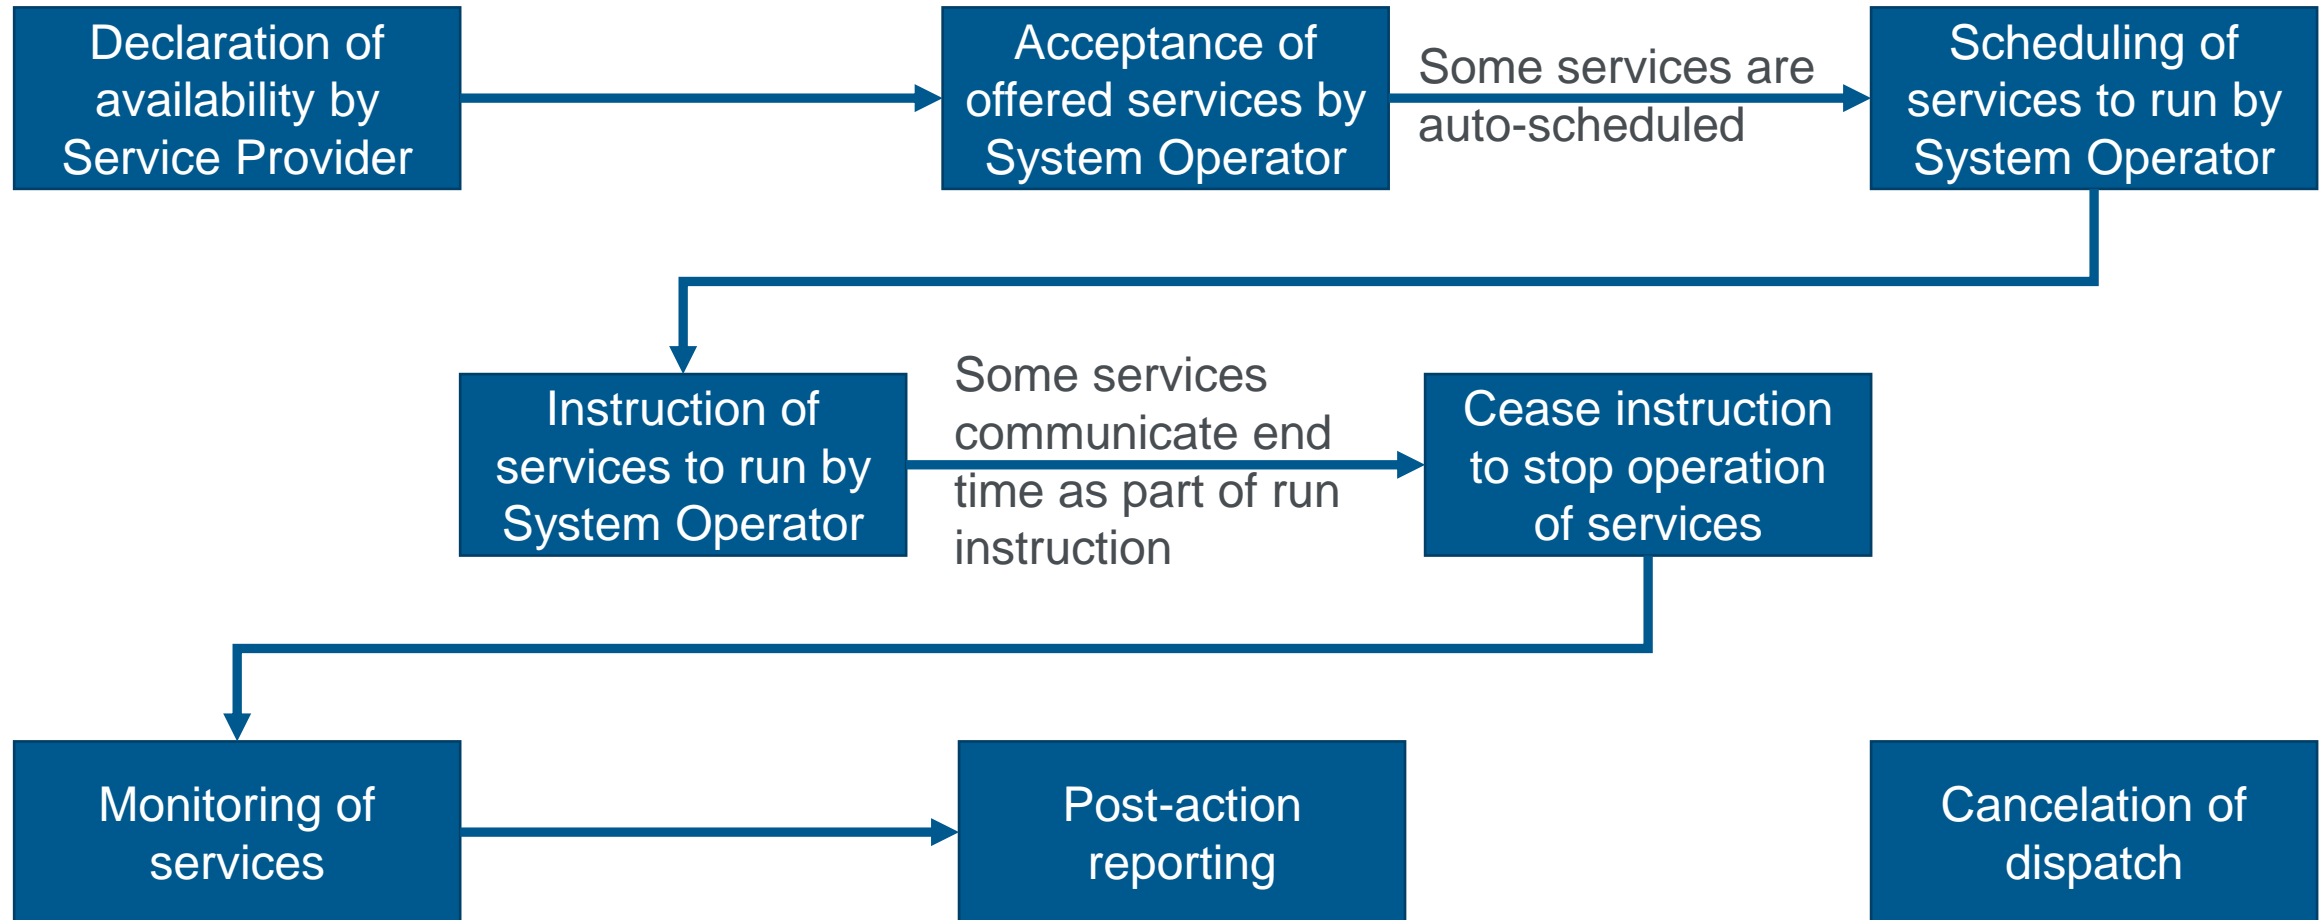 Declaration of
availability by
Service Provider
Acceptance of
offered services by
System Operator
Some services are
auto-scheduled
Scheduling of
services to run by
System Operator
Instruction of
services to run by
System Operator
Some services
communicate end
time as part of run
instruction
Cease instruction
to stop operation
of services
Monitoring of
services
Post-action
reporting
Cancelation of
dispatch